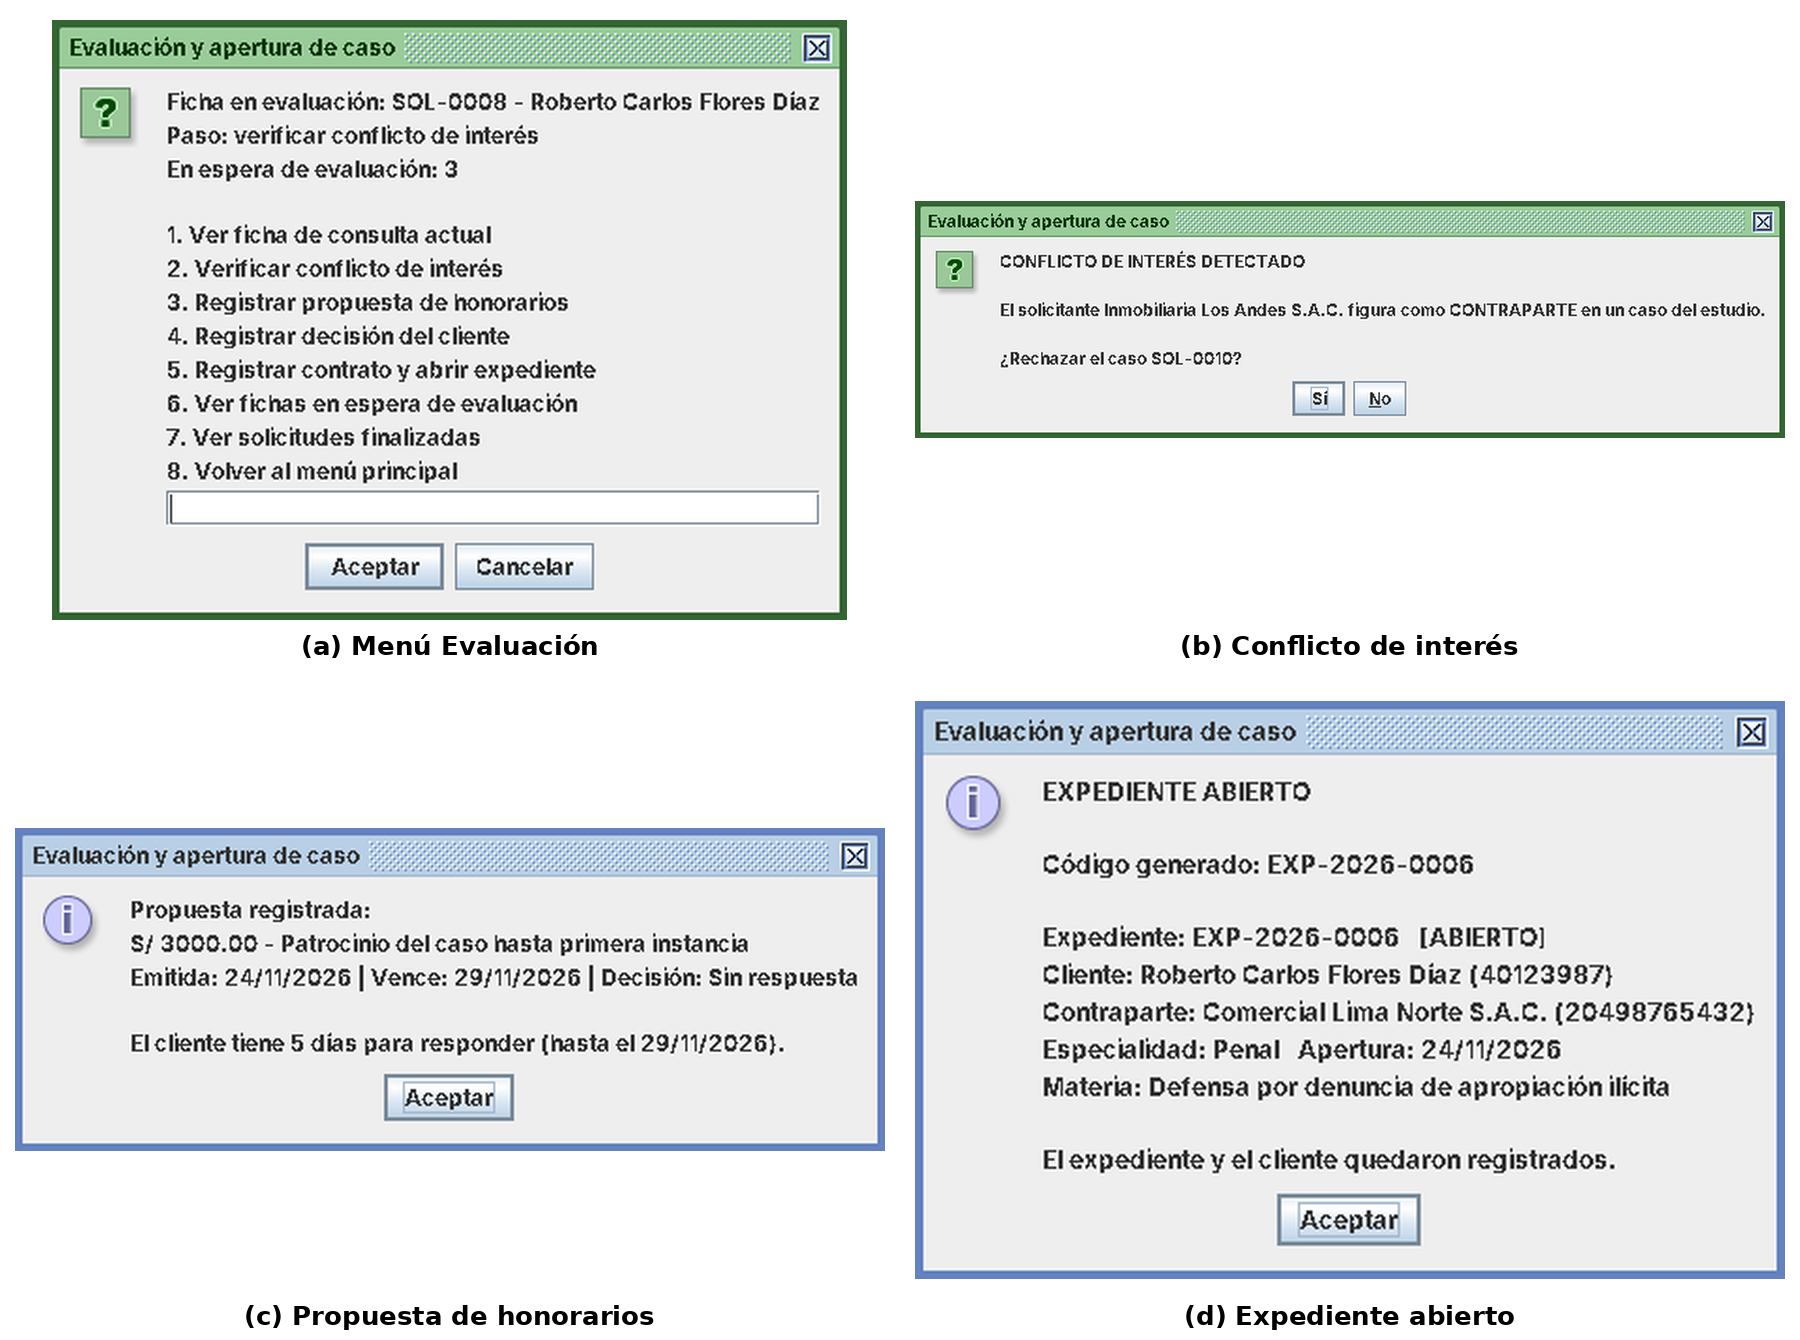 Evaluación y apertura de caso
?
Ficha en evaluación: SOL-0008 - Roberto Carlos Flores Díaz
Paso: verificar conflicto de interés
En espera de evaluación: 3
1. Ver ficha de consulta actual
2. Verificar conflicto de interés
3. Registrar propuesta de honorarios
4. Registrar decisión del cliente
5. Registrar contrato y abrir expediente
6. Ver fichas en espera de evaluación
7. Ver solicitudes finalizadas
8. Volver al menú principal
Aceptar Cancelar
(a) Menú Evaluación
Evaluación y apertura de caso
?
CONFLICTO DE INTERÉS DETECTADO
El solicitante Inmobiliaria Los Andes S.A.C. figura como CONTRAPARTE en un caso del estudio.
¿Rechazar el caso SOL-0010?
Sí No
(b) Conflicto de interés
Evaluación y apertura de caso
i
Propuesta registrada:
S/ 3000.00 - Patrocinio del caso hasta primera instancia
Emitida: 24/11/2026 | Vence: 29/11/2026 | Decisión: Sin respuesta
El cliente tiene 5 días para responder (hasta el 29/11/2026).
Aceptar
(c) Propuesta de honorarios
Evaluación y apertura de caso
i
EXPEDIENTE ABIERTO
Código generado: EXP-2026-0006
Expediente: EXP-2026-0006 [ABIERTO]
Cliente: Roberto Carlos Flores Díaz (40123987)
Contraparte: Comercial Lima Norte S.A.C. (20498765432)
Especialidad: Penal Apertura: 24/11/2026
Materia: Defensa por denuncia de apropiación ilícita
El expediente y el cliente quedaron registrados.
Aceptar
(d) Expediente abierto